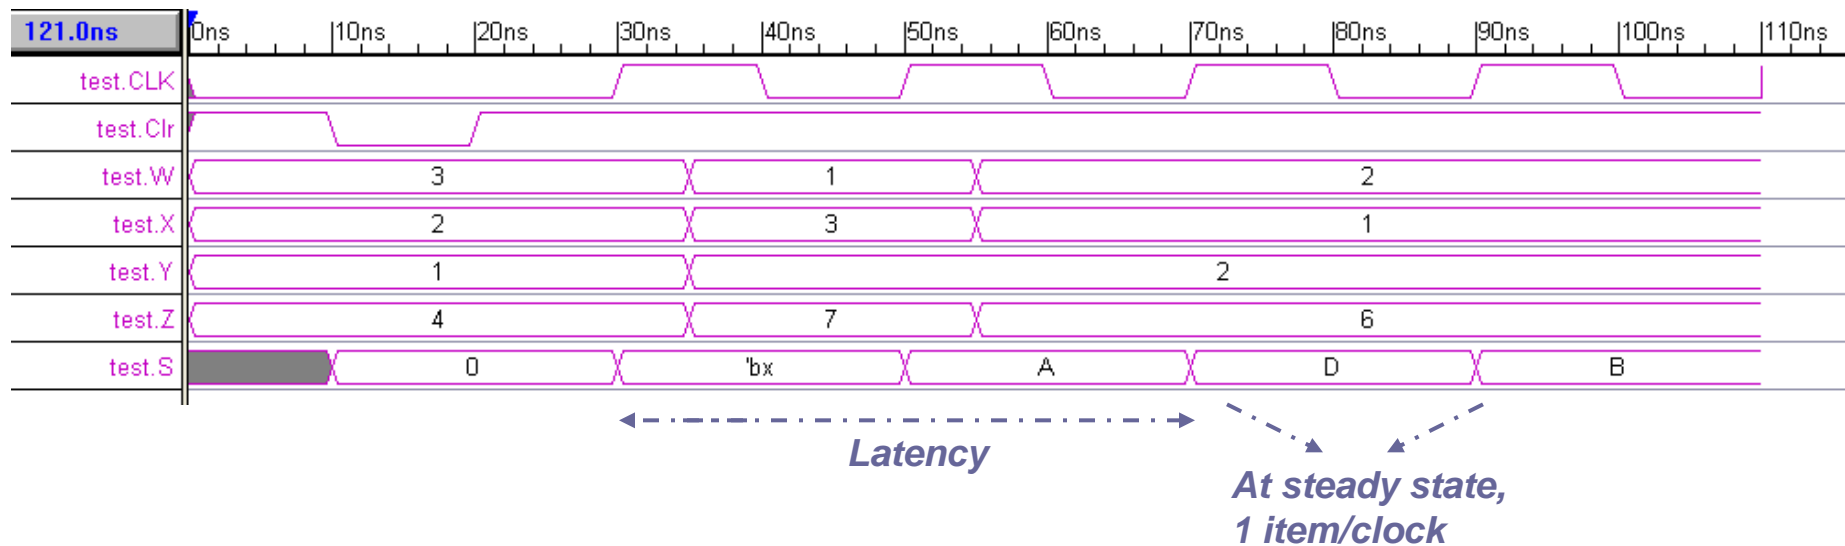 121.0ns 0ns 10ns 20ns 30ns 40ns 50ns 60ns 70ns 80ns 90ns 100ns 110ns
test.CLK
test.Clr
test.W 3 1 2
test.X 2 3 1
test.Y 1 2
test.Z 4 7 6
test.S 0 'bx A D B
Latency
At steady state,
1 item/clock